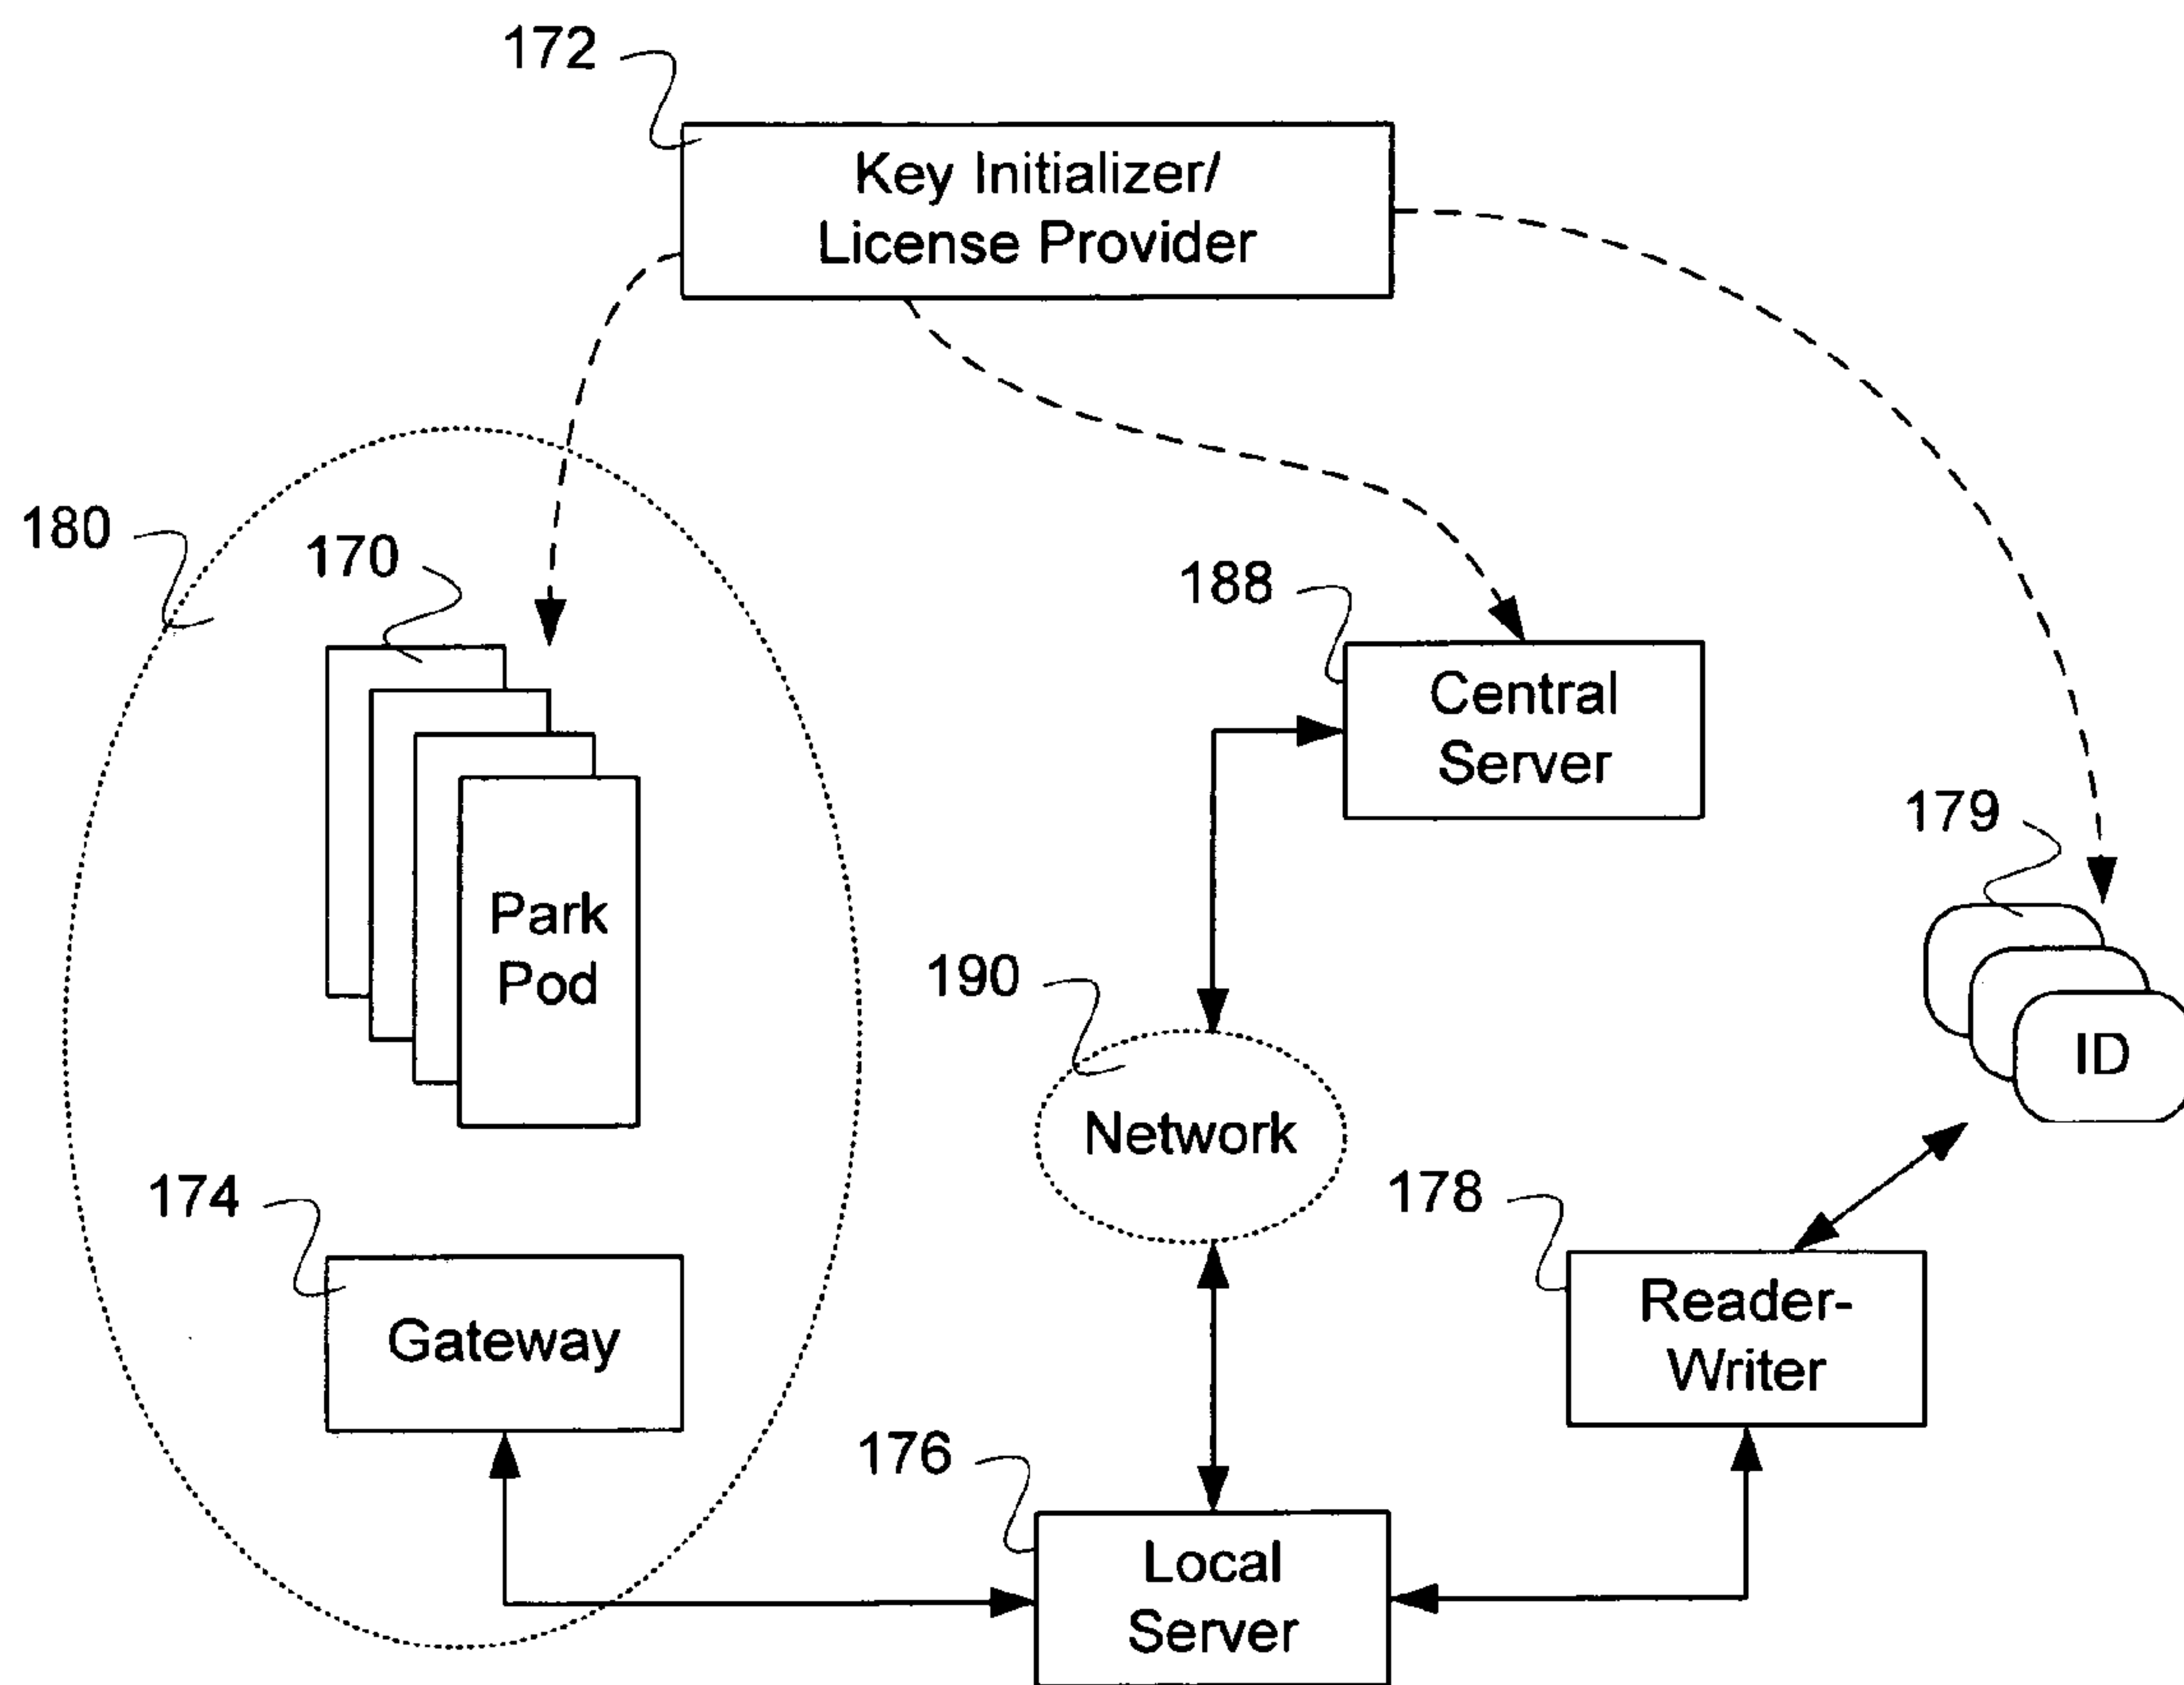 172
Key Initializer/
License Provider
180
170
188
Central
Server
179
Park
Pod
190
ID
Network
174
178
Gateway
Reader-
Writer
176
Local
Server